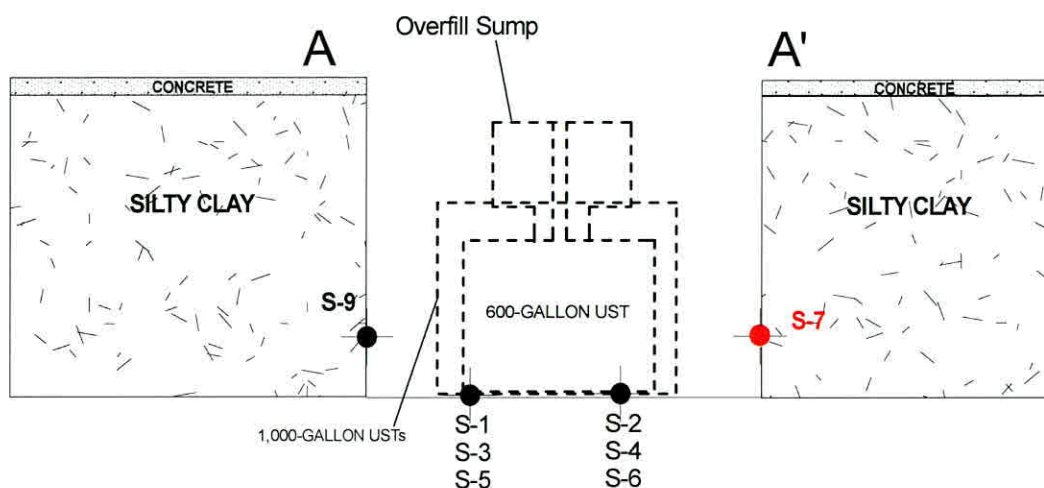 Overfill Sump
A
A'
CONCRETE
CONCRETE
SILTY CLAY
SILTY CLAY
S-9
600-GALLON UST
S-7
1,000-GALLON USTs
S-1
S-3
S-5
S-2
S-4
S-6